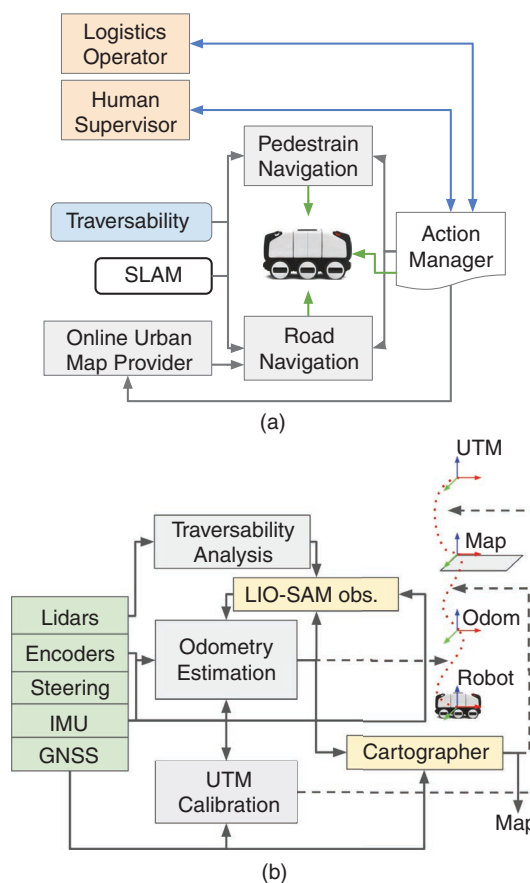 Logistics
Operator
Human
Supervisor
Pedestrain
Navigation
Traversability
SLAM
Action
Manager
Online Urban
Map Provider
Road
Navigation
(a)
UTM
Traversability
Analysis
Map
LIO-SAM obs.
Lidars
Encoders
Steering
IMU
GNSS
Odometry
Estimation
Odom
Robot
Cartographer
UTM
Calibration
Map
(b)